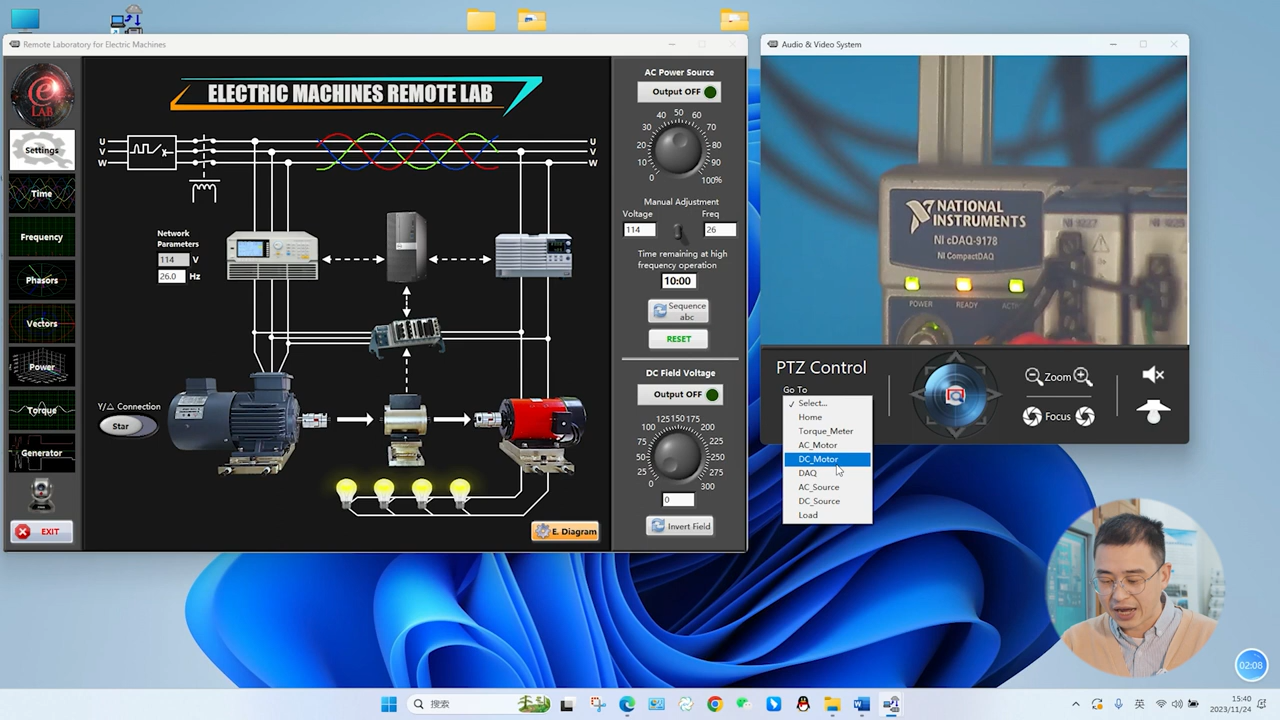 Remote Laboratory for Electric Machines
e
LAB
Settings
Time
Frequency
Phasors
Vectors
Power
Torque
Generator
EXIT
ELECTRIC MACHINES REMOTE LAB
U
V
W
U
V
W
Network
Parameters
114 V
26.0 Hz
Y/△ Connection
Star
E. Diagram
AC Power Source
Output OFF
0
10
20
30
40
50
60
70
80
90
100%
Manual Adjustment
Voltage
Freq
114
26
Time remaining at high
frequency operation
10:00
Sequence
abc
RESET
DC Field Voltage
Output OFF
0
25
50
75
100
125
150
175
200
225
250
275
300
0
Invert Field
Audio & Video System
NATIONAL
INSTRUMENTS
NI cDAQ-9178
NI CompactDAQ
POWER
READY
NI 9227
PTZ Control
Go To
✓ Select...
Home
Torque_Meter
AC_Motor
DC_Motor
DAQ
AC_Source
DC_Source
Load
Zoom
Focus
02:08
搜索
英
15:40
2023/11/24